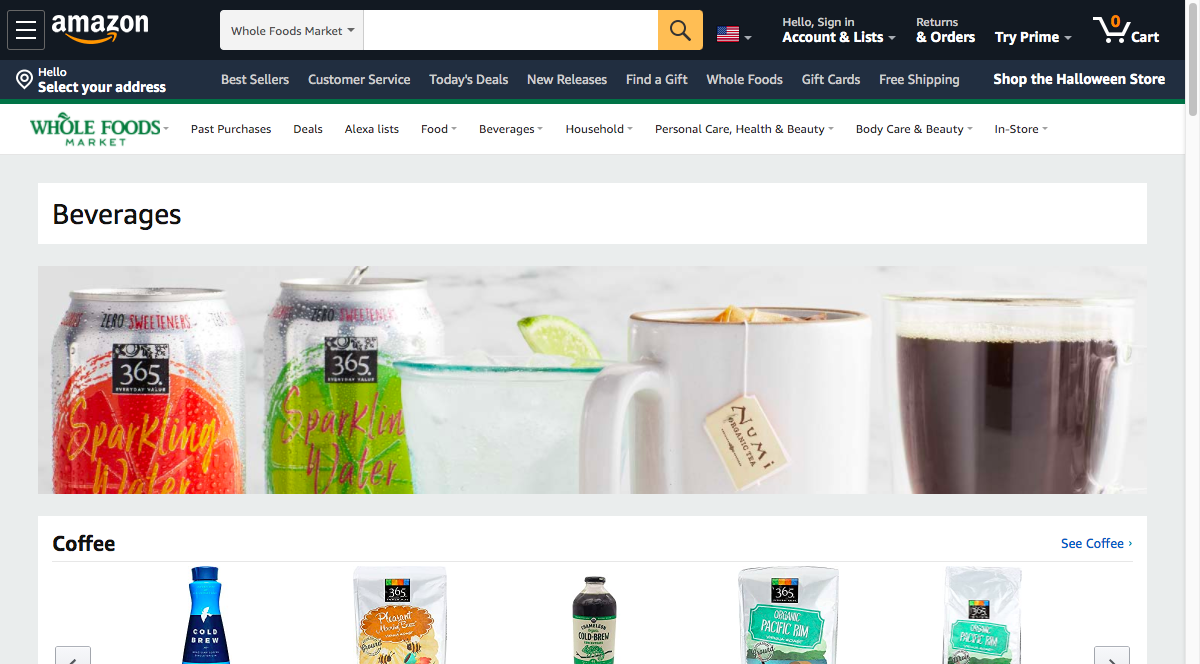 amazon
Whole Foods Market
Hello, Sign in
Account & Lists
Returns
& Orders
Try Prime
0
Cart
Hello
Select your address
Best Sellers
Customer Service
Today's Deals
New Releases
Find a Gift
Whole Foods
Gift Cards
Free Shipping
Shop the Halloween Store
WHOLE FOODS
MARKET
Past Purchases
Deals
Alexa lists
Food
Beverages
Household
Personal Care, Health & Beauty
Body Care & Beauty
In-Store
Beverages
ZERO SWEETENERS
365
EVERYDAY VALUE
Sparkling
Water
ZERO SWEETENERS
365
EVERYDAY VALUE
Sparklin
Water
NUMi
ORGANIC TEA
Coffee
See Coffee ›
COLD
BREW
365
Pleasant
Morning Buzz
Ground
CHAMELEON
COLD-BREW
365
ORGANIC
PACIFIC RIM
VIENNA ROAST
Ground
365
ORGANIC
PACIFIC RIM